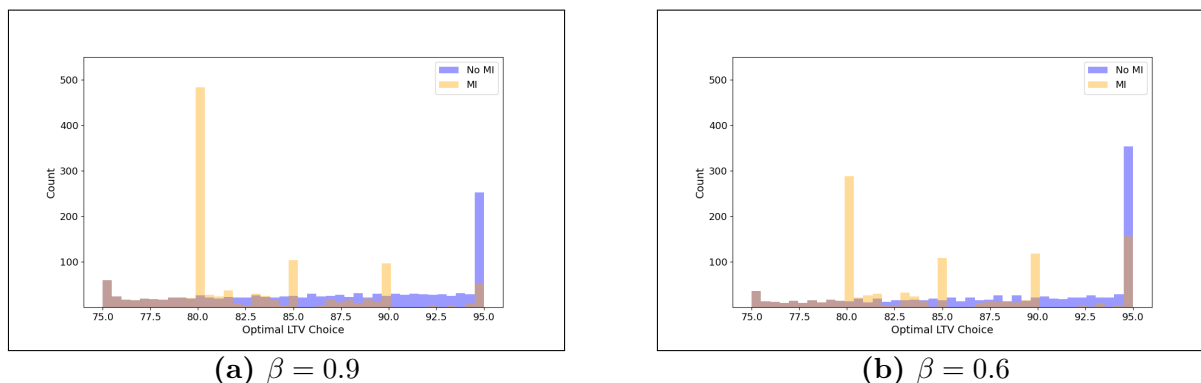 500
400
300
200
100
Count
No MI
MI
75.0 77.5 80.0 82.5 85.0 87.5 90.0 92.5 95.0
Optimal LTV Choice
(a) β = 0.9
500
400
300
200
100
Count
No MI
MI
75.0 77.5 80.0 82.5 85.0 87.5 90.0 92.5 95.0
Optimal LTV Choice
(b) β = 0.6